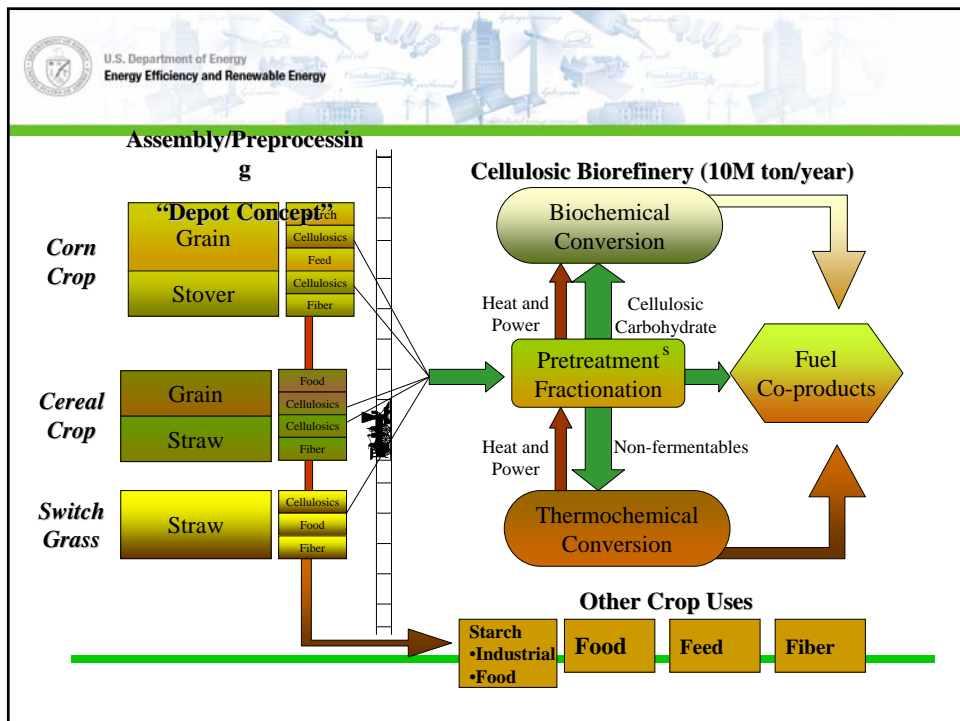 U.S. Department of Energy
Energy Efficiency and Renewable Energy
Assembly/Preprocessin
g
“Depot Concept”
Corn
Crop
Grain
Stover
Starch
Cellulosics
Feed
Cellulosics
Fiber
Cereal
Crop
Grain
Straw
Food
Cellulosics
Cellulosics
Fiber
Switch
Grass
Straw
Cellulosics
Food
Fiber
Cellulosic Biorefinery (10M ton/year)
Biochemical
Conversion
Heat and
Power
Cellulosic
Carbohydrate
s
Pretreatment
Fractionation
Fuel
Co-products
Heat and
Power
Non-fermentables
Thermochemical
Conversion
Other Crop Uses
Starch
•Industrial
•Food
Food
Feed
Fiber